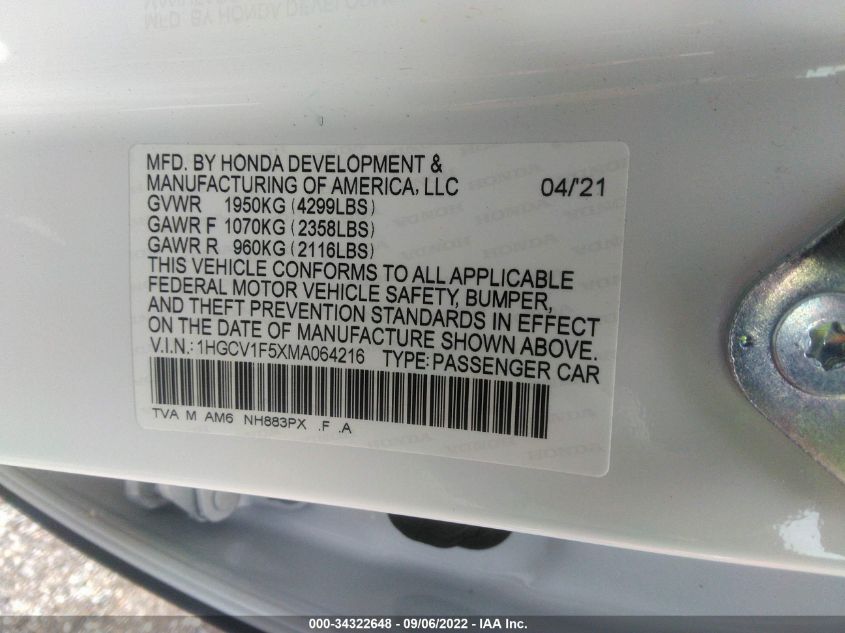 MFD. BY HONDA DEVELOPMENT &
MANUFACTURING OF AMERICA, LLC 04/'21
GVWR 1950KG (4299LBS)
GAWR F 1070KG (2358LBS)
GAWR R 960KG (2116LBS)
THIS VEHICLE CONFORMS TO ALL APPLICABLE
FEDERAL MOTOR VEHICLE SAFETY, BUMPER,
AND THEFT PREVENTION STANDARDS IN EFFECT
ON THE DATE OF MANUFACTURE SHOWN ABOVE.
V.I.N.: 1HGCV1F5XMA064216 TYPE: PASSENGER CAR
TVA M AM6 NH883PX .F .A
000-34322648 - 09/06/2022 - IAA Inc.